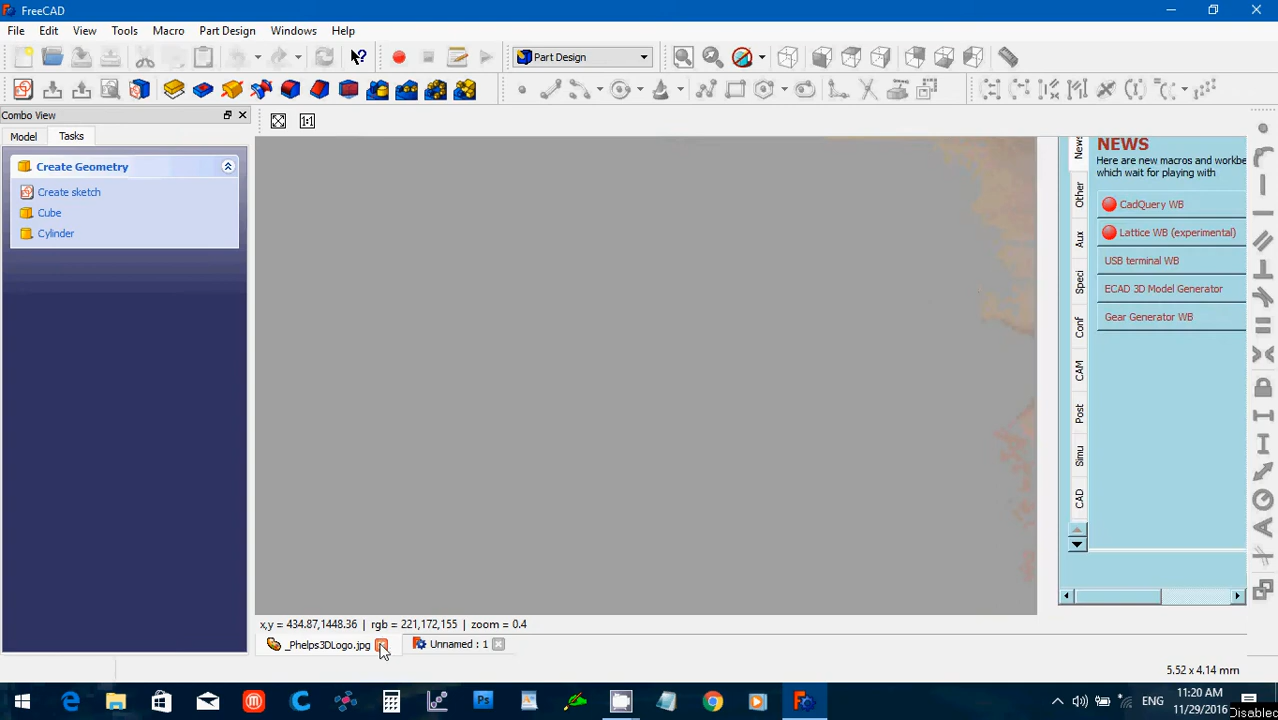 FreeCAD
File Edit View Tools Macro Part Design Windows Help
Part Design
Combo View
1:1
Model Tasks
Create Geometry
Create sketch
Cube
Cylinder
News
Other
Aux
Speci
Conf
CAM
Post
Simu
CAD
NEWS
Here are new macros and workbe
which wait for playing with
CadQuery WB
Lattice WB (experimental)
USB terminal WB
ECAD 3D Model Generator
Gear Generator WB
x,y = 434.87,1448.36 | rgb = 221,172,155 | zoom = 0.4
_Phelps3DLogo.jpg Unnamed : 1
5.52 x 4.14 mm
ENG
11:20 AM
11/29/2016
Disabled